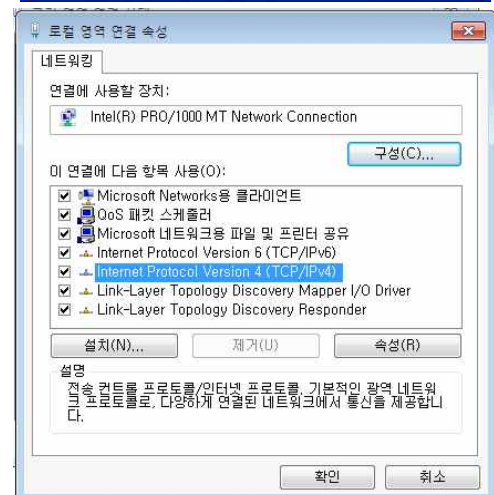 로컬 영역 연결 속성
네트워킹
연결에 사용할 장치:
Intel(R) PRO/1000 MT Network Connection
구성(C)...
이 연결에 다음 항목 사용(O):
Microsoft Networks용 클라이언트
QoS 패킷 스케줄러
Microsoft 네트워크용 파일 및 프린터 공유
Internet Protocol Version 6 (TCP/IPv6)
Internet Protocol Version 4 (TCP/IPv4)
Link-Layer Topology Discovery Mapper I/O Driver
Link-Layer Topology Discovery Responder
설치(N)... 제거(U) 속성(R)
설명
전송 컨트롤 프로토콜/인터넷 프로토콜. 기본적인 광역 네트워
크 프로토콜로, 다양하게 연결된 네트워크에서 통신을 제공합니
다.
확인 취소